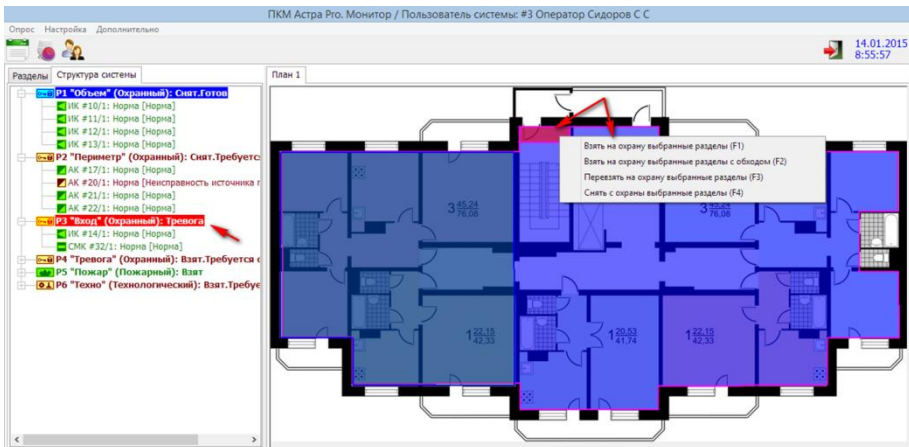 ПКМ Астра Pro. Монитор / Пользователь системы: #3 Оператор Сидоров С С
Опрос Настройка Дополнительно
14.01.2015
8:55:57
Разделы Структура системы
План 1
P1 "Объем" (Охранный): Снят.Готов
ИК #10/1: Норма [Норма]
ИК #11/1: Норма [Норма]
ИК #12/1: Норма [Норма]
ИК #13/1: Норма [Норма]
P2 "Периметр" (Охранный): Снят.Требуетс
АК #17/1: Норма [Норма]
АК #20/1: Норма [Неисправность источника п
АК #21/1: Норма [Норма]
АК #22/1: Норма [Норма]
P3 "Вход" (Охранный): Тревога
ИК #14/1: Норма [Норма]
СМК #32/1: Норма [Норма]
P4 "Тревога" (Охранный): Взят.Требуется с
P5 "Пожар" (Пожарный): Взят
P6 "Техно" (Технологический): Взят.Требуе
Взять на охрану выбранные разделы (F1)
Взять на охрану выбранные разделы с обходом (F2)
Перевзять на охрану выбранные разделы (F3)
Снять с охраны выбранные разделы (F4)
3 45,24
76,08
3 45,24
76,08
1 22,15
42,33
1 20,53
41,74
1 22,15
42,33